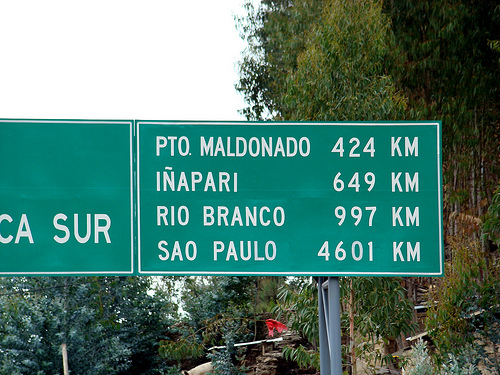 CA SUR
PTO. MALDONADO 424 KM
IÑAPARI 649 KM
RIO BRANCO 997 KM
SAO PAULO 4601 KM